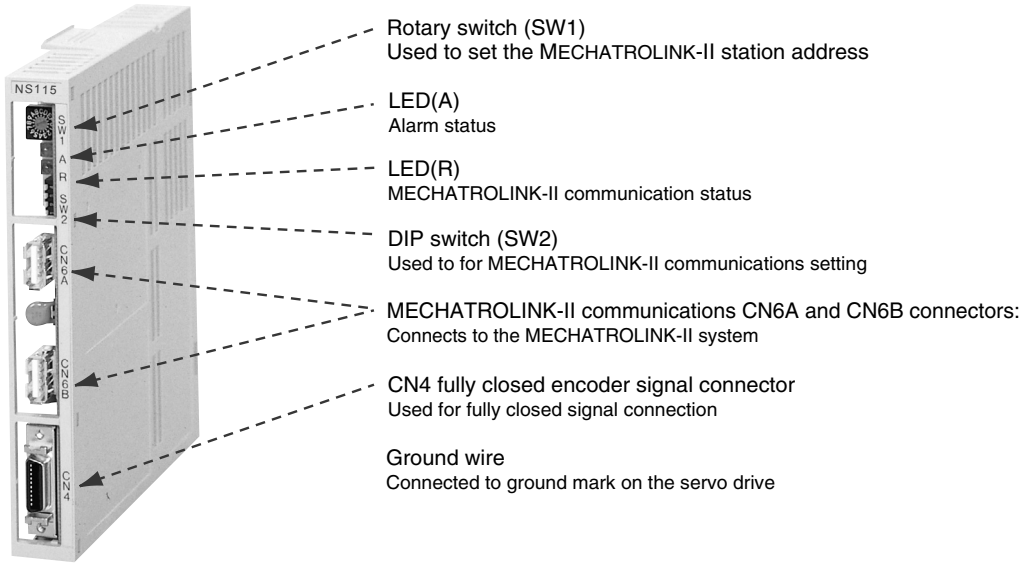 Rotary switch (SW1)
Used to set the MECHATROLINK-II station address
NS115
SW1
LED(A)
Alarm status
A
LED(R)
MECHATROLINK-II communication status
R
SW2
DIP switch (SW2)
Used to for MECHATROLINK-II communications setting
CN6A
MECHATROLINK-II communications CN6A and CN6B connectors:
Connects to the MECHATROLINK-II system
CN6B
CN4 fully closed encoder signal connector
Used for fully closed signal connection
Ground wire
Connected to ground mark on the servo drive
CN4